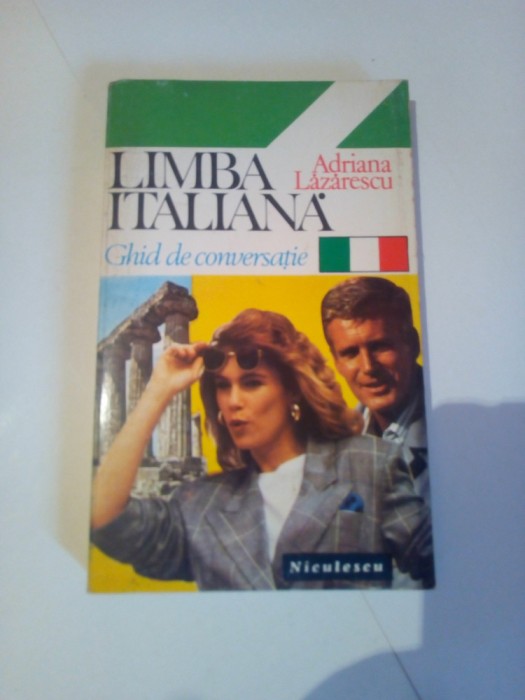 LIMBA
ITALIANĂ
Adriana
Lăzărescu
Ghid de conversație
Niculescu